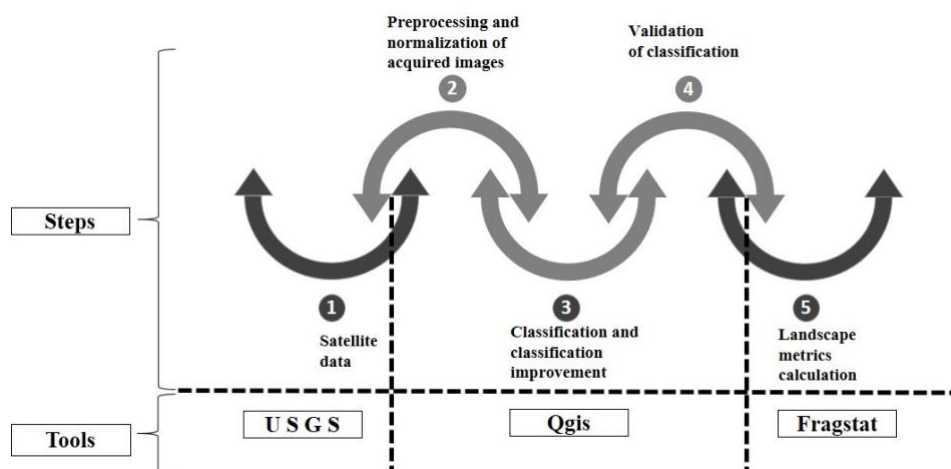 Preprocessing and
normalization of
acquired images
2
Validation
of classification
4
Steps
1
Satellite
data
3
Classification and
classification
improvement
5
Landscape
metrics
calculation
Tools
U S G S
Qgis
Fragstat